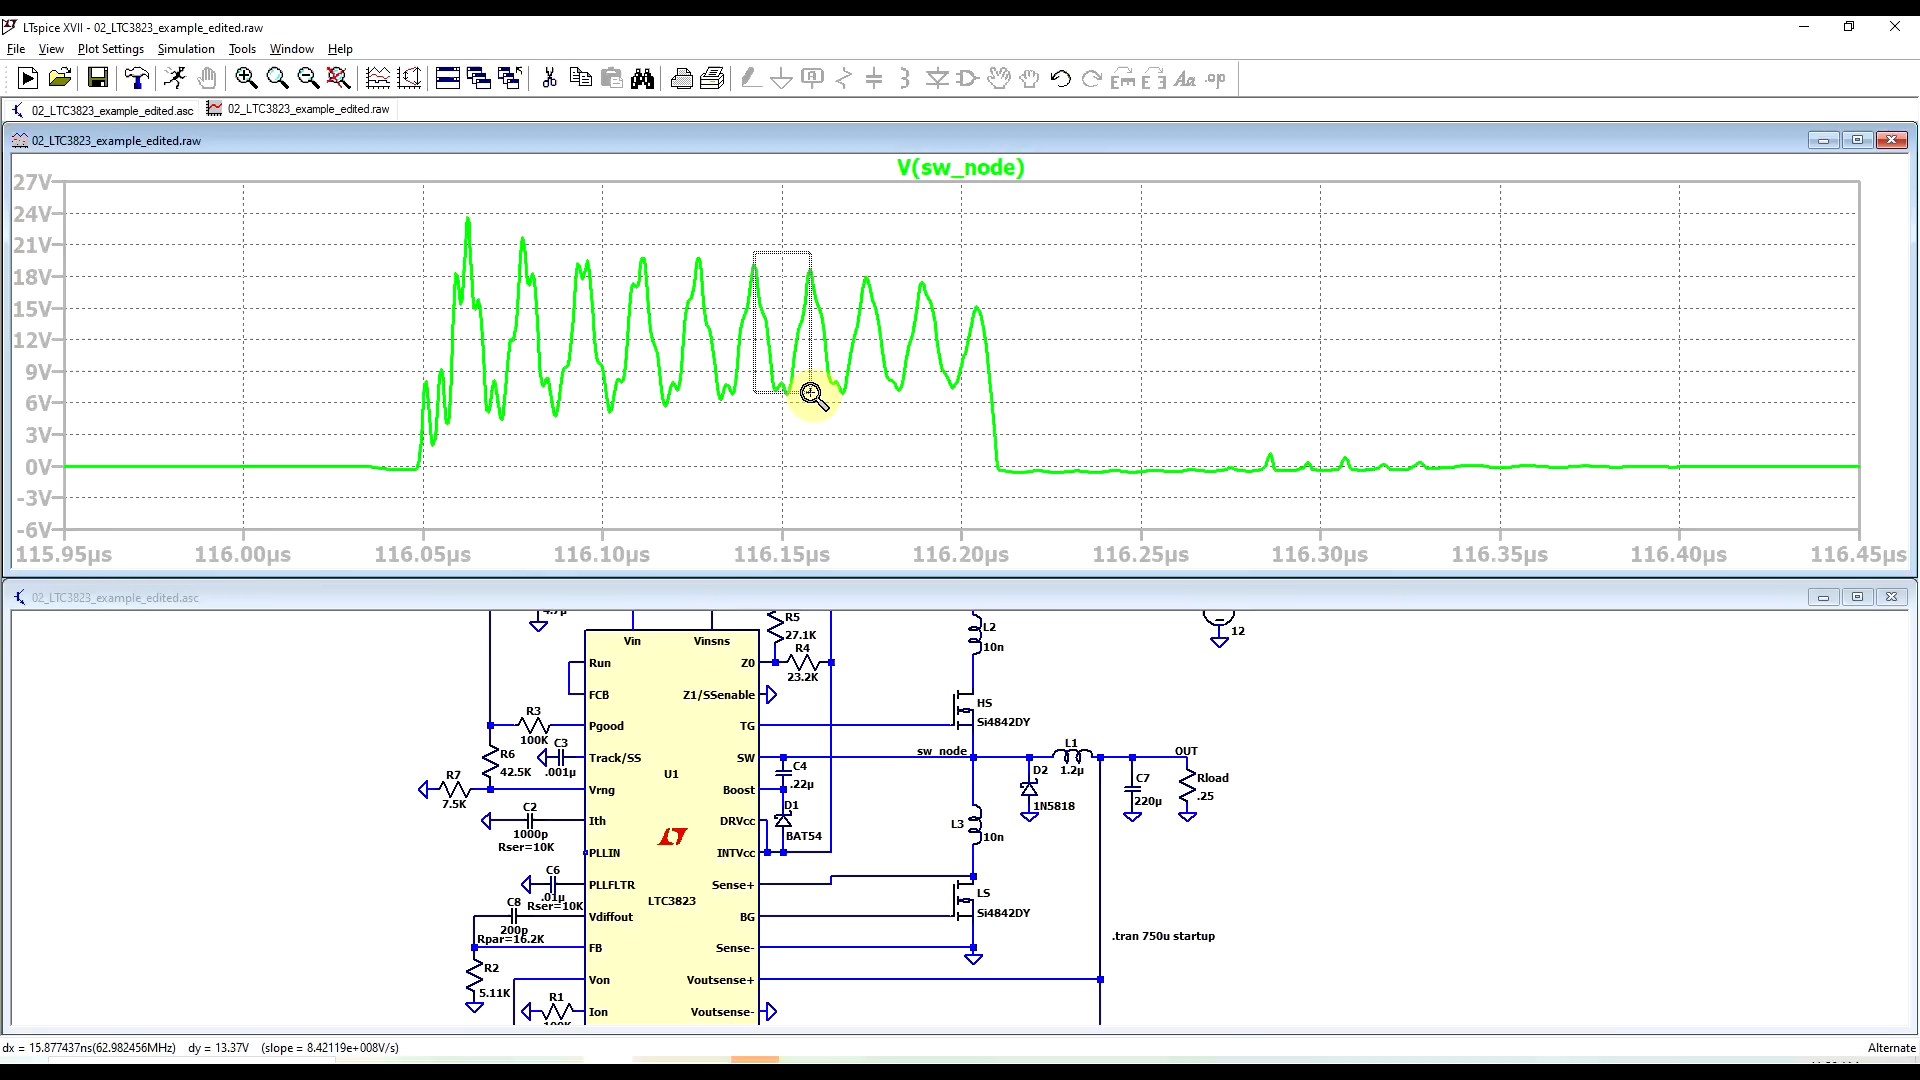 LTspice XVII - 02_LTC3823_example_edited.raw
File View Plot Settings Simulation Tools Window Help
02_LTC3823_example_edited.asc 02_LTC3823_example_edited.raw
02_LTC3823_example_edited.raw
V(sw_node)
27V
24V
21V
18V
15V
12V
9V
6V
3V
0V
-3V
-6V
115.95µs 116.00µs 116.05µs 116.10µs 116.15µs 116.20µs 116.25µs 116.30µs 116.35µs 116.40µs 116.45µs
02_LTC3823_example_edited.asc
4.7µ
R5
27.1K
R4
23.2K
L2
10n
12
Vin Vinsns
Run Z0
FCB Z1/SSenable
Pgood TG
Track/SS SW
Vrng Boost
Ith DRVcc
PLLIN INTVcc
PLLFLTR Sense+
Vdiffout BG
FB Sense-
Von Voutsense+
Ion Voutsense-
U1
LTC3823
R3
100K
C3
.001µ
R6
42.5K
R7
7.5K
C2
1000p
Rser=10K
C6
.01µ
Rser=10K
C8
200p
Rpar=16.2K
R2
5.11K
R1
100K
C4
.22µ
D1
BAT54
HS
Si4842DY
sw_node
L1
1.2µ
OUT
D2
1N5818
C7
220µ
Rload
.25
L3
10n
LS
Si4842DY
.tran 750u startup
dx = 15.877437ns(62.982456MHz) dy = 13.37V (slope = 8.42119e+008V/s)
Alternate